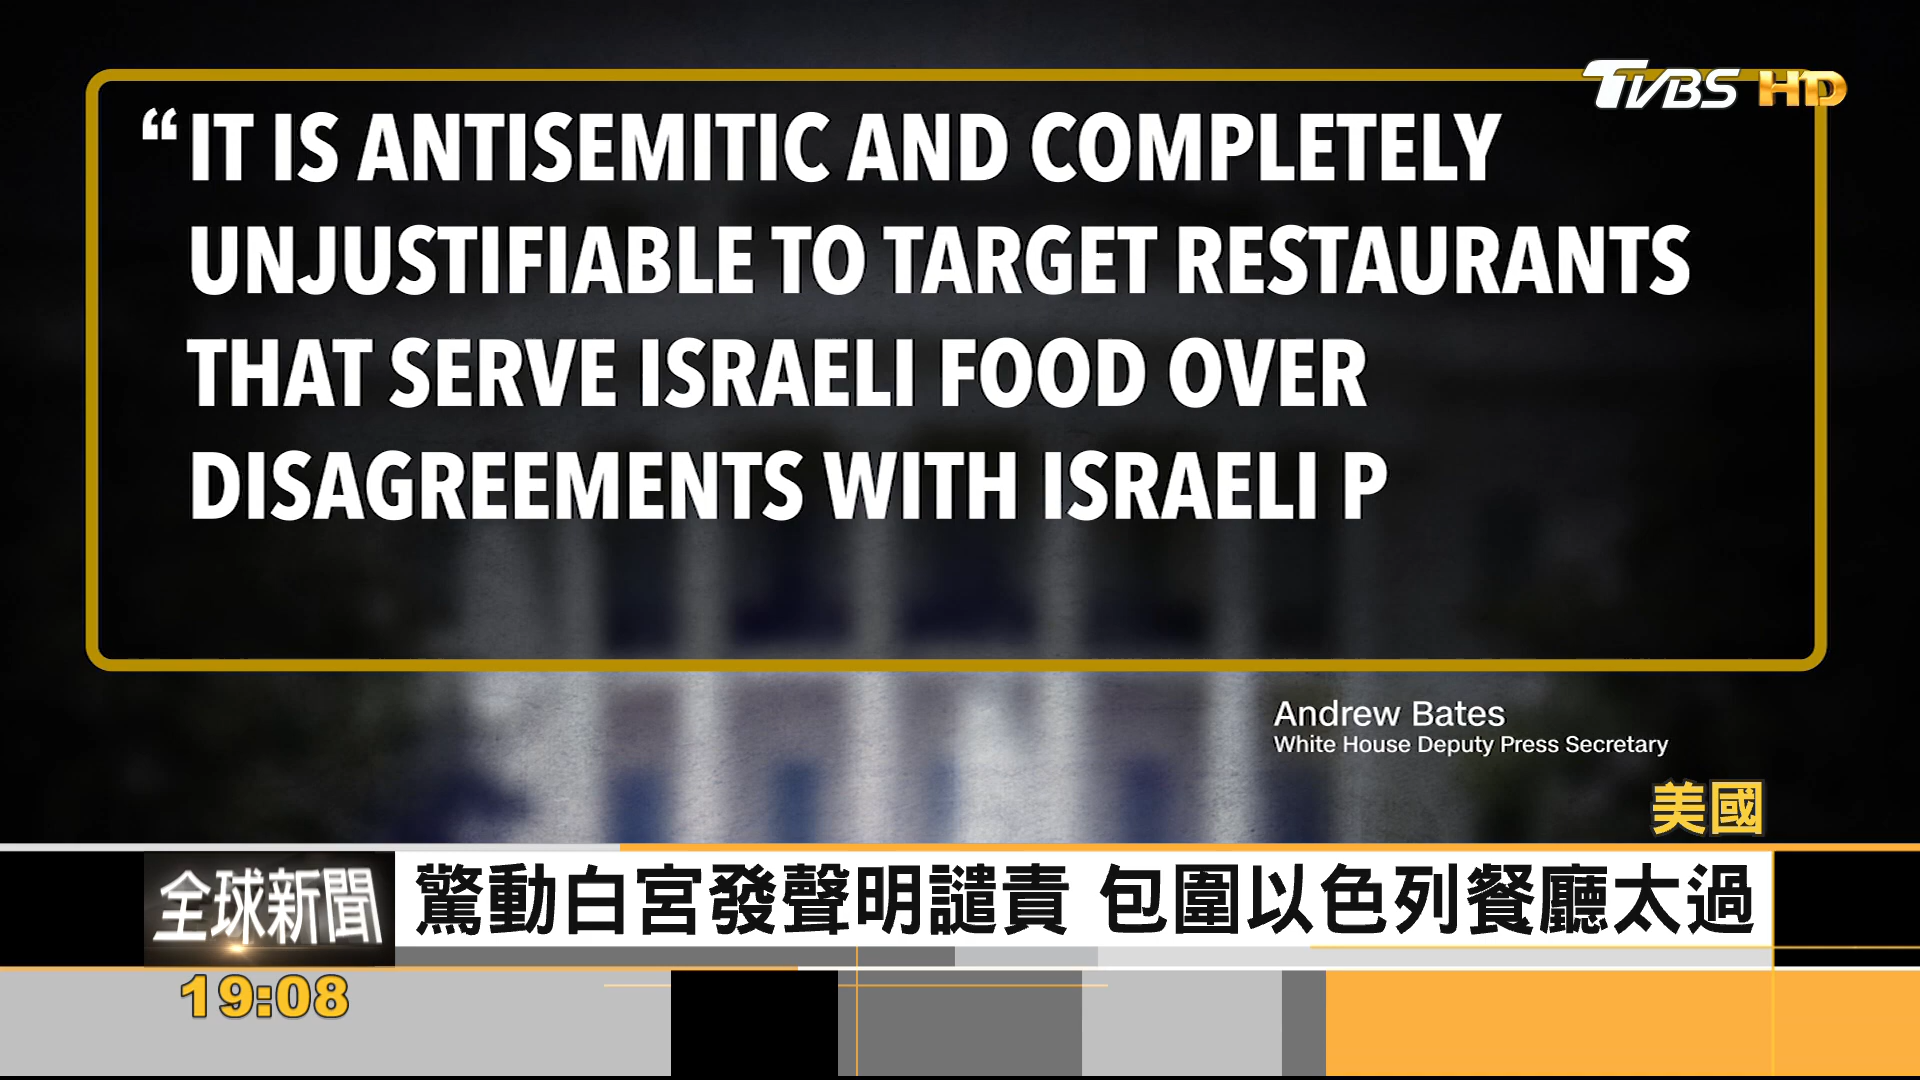 TVBS HD
“IT IS ANTISEMITIC AND COMPLETELY
UNJUSTIFIABLE TO TARGET RESTAURANTS
THAT SERVE ISRAELI FOOD OVER
DISAGREEMENTS WITH ISRAELI P
Andrew Bates
White House Deputy Press Secretary
美國
全球新聞
驚動白宮發聲明譴責 包圍以色列餐廳太過
19:08